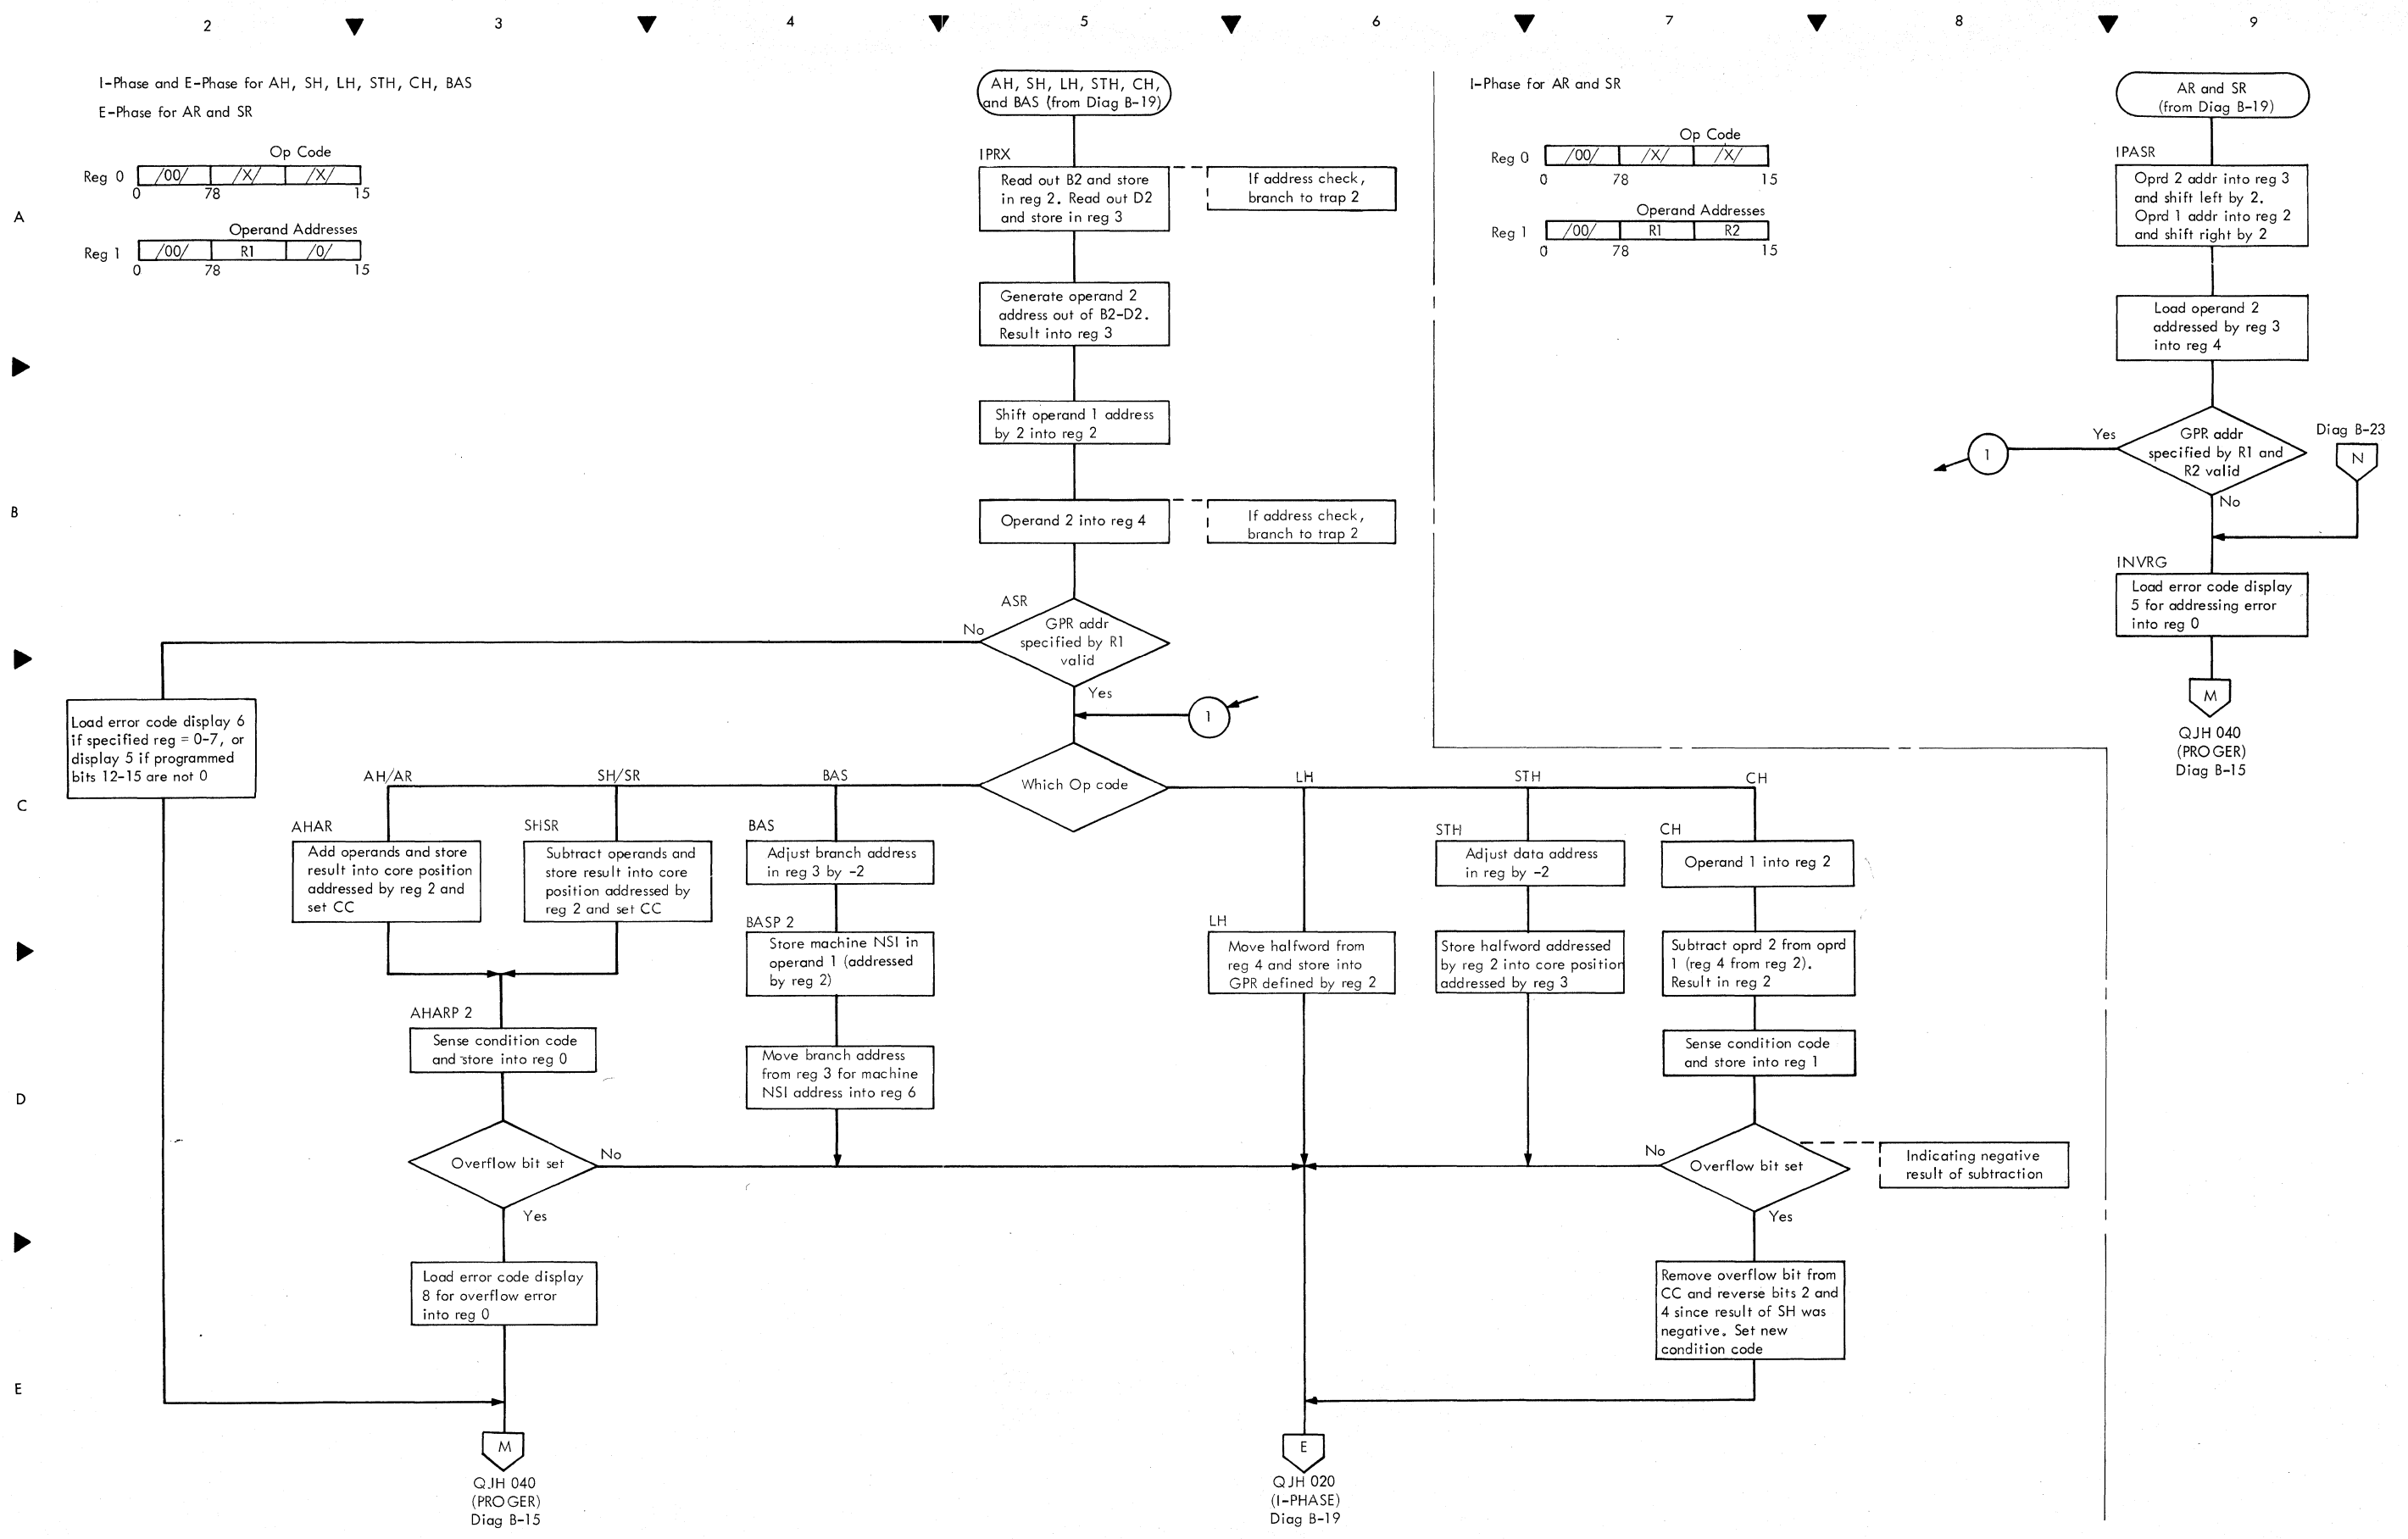 2 3 4 5 6 7 8 9
I-Phase and E-Phase for AH, SH, LH, STH, CH, BAS
E-Phase for AR and SR
Op Code
Reg 0 /00/ /X/ /X/
0 78 15
Operand Addresses
Reg 1 /00/ R1 /0/
0 78 15
A
B
C
D
E
AH, SH, LH, STH, CH,
and BAS (from Diag B-19)
IPRX
Read out B2 and store
in reg 2. Read out D2
and store in reg 3
If address check,
branch to trap 2
Generate operand 2
address out of B2-D2.
Result into reg 3
Shift operand 1 address
by 2 into reg 2
Operand 2 into reg 4
If address check,
branch to trap 2
ASR
GPR addr
specified by R1
valid
No
Yes
1
Load error code display 6
if specified reg = 0-7, or
display 5 if programmed
bits 12-15 are not 0
Which Op code
AH/AR
SH/SR
BAS
LH
STH
CH
AHAR
Add operands and store
result into core position
addressed by reg 2 and
set CC
SHSR
Subtract operands and
store result into core
position addressed by
reg 2 and set CC
BAS
Adjust branch address
in reg 3 by -2
BASP 2
Store machine NSI in
operand 1 (addressed
by reg 2)
Move branch address
from reg 3 for machine
NSI address into reg 6
LH
Move halfword from
reg 4 and store into
GPR defined by reg 2
STH
Adjust data address
in reg by -2
Store halfword addressed
by reg 2 into core position
addressed by reg 3
CH
Operand 1 into reg 2
Subtract oprd 2 from oprd
1 (reg 4 from reg 2).
Result in reg 2
Sense condition code
and store into reg 1
AHARP 2
Sense condition code
and store into reg 0
Overflow bit set
No
Yes
Load error code display
8 for overflow error
into reg 0
Overflow bit set
No
Yes
Indicating negative
result of subtraction
Remove overflow bit from
CC and reverse bits 2 and
4 since result of SH was
negative. Set new
condition code
M
QJH 040
(PROGER)
Diag B-15
E
QJH 020
(I-PHASE)
Diag B-19
I-Phase for AR and SR
Op Code
Reg 0 /00/ /X/ /X/
0 78 15
Operand Addresses
Reg 1 /00/ R1 R2
0 78 15
AR and SR
(from Diag B-19)
IPASR
Oprd 2 addr into reg 3
and shift left by 2.
Oprd 1 addr into reg 2
and shift right by 2
Load operand 2
addressed by reg 3
into reg 4
GPR addr
specified by R1 and
R2 valid
Yes
1
No
Diag B-23
N
INVRG
Load error code display
5 for addressing error
into reg 0
M
QJH 040
(PROGER)
Diag B-15